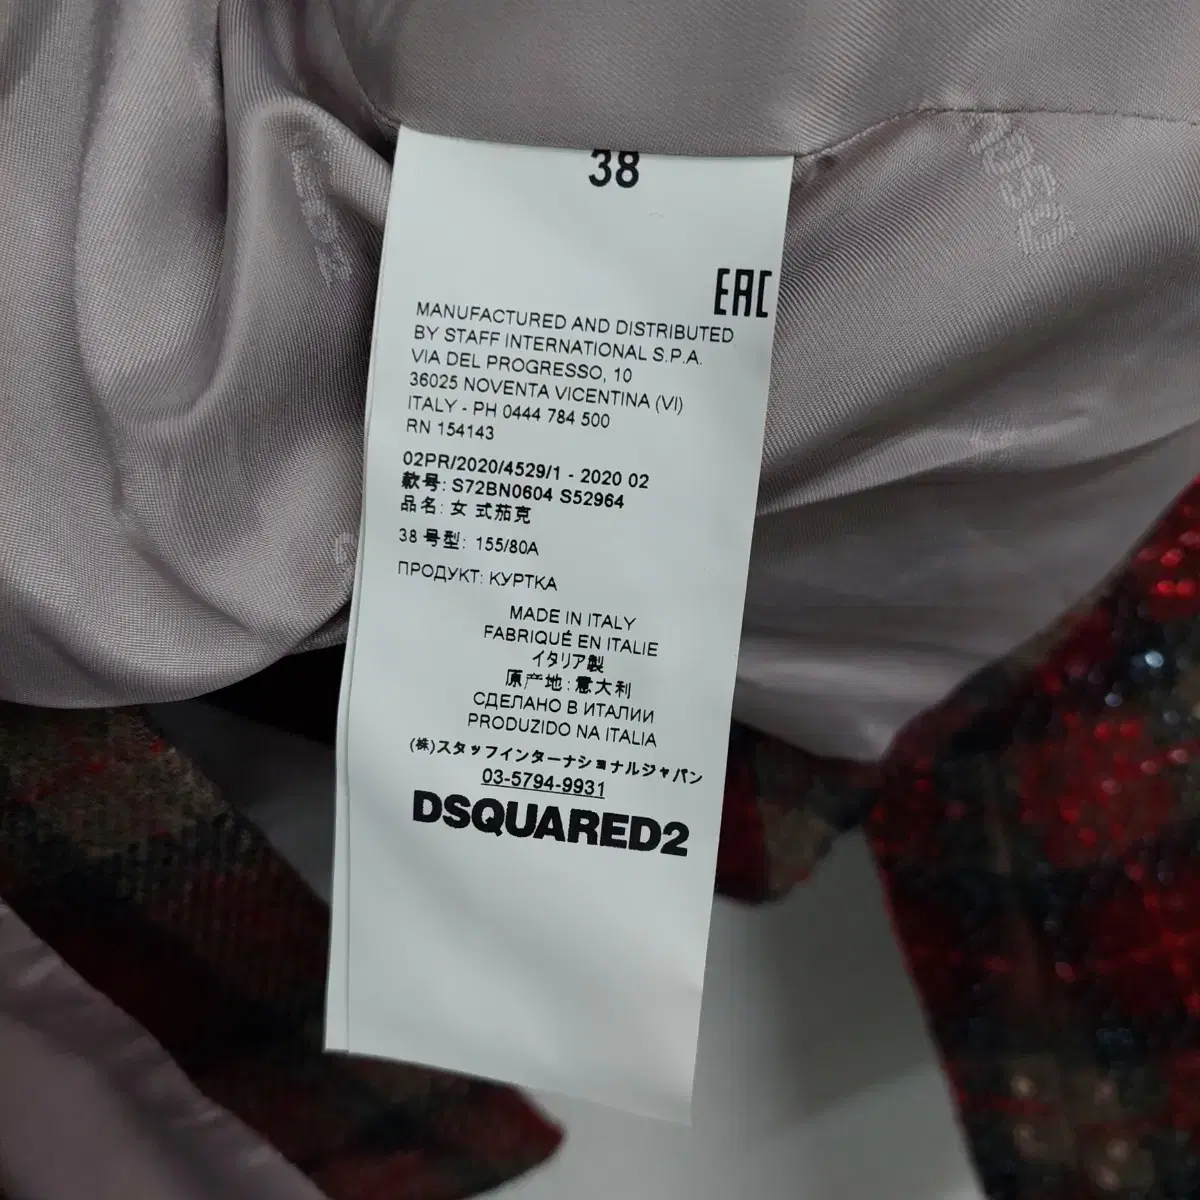 38
EAC
MANUFACTURED AND DISTRIBUTED
BY STAFF INTERNATIONAL S.P.A.
VIA DEL PROGRESSO, 10
36025 NOVENTA VICENTINA (VI)
ITALY - PH 0444 784 500
RN 154143
02PR/2020/4529/1 - 2020 02
款号: S72BN0604 S52964
品名: 女 式茄克
38 号型: 155/80A
ПРОДУКТ: КУРТКА
MADE IN ITALY
FABRIQUÉ EN ITALIE
イタリア製
原产地: 意大利
СДЕЛАНО В ИТАЛИИ
PRODUZIDO NA ITALIA
(株)スタッフインターナショナルジャパン
03-5794-9931
DSQUARED2